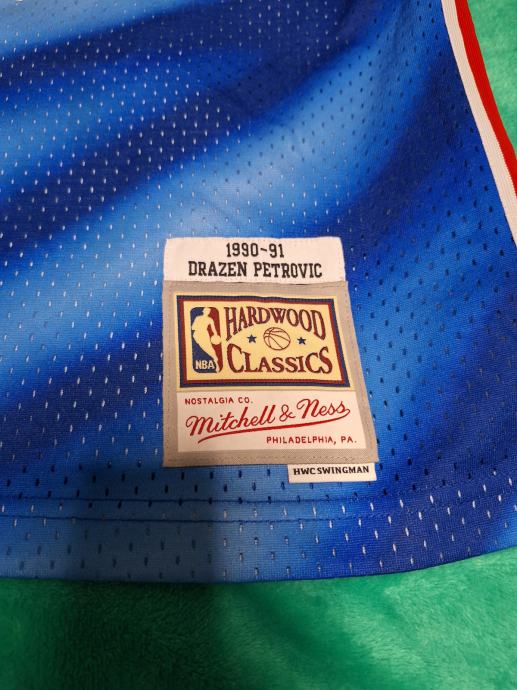 1990-91
DRAZEN PETROVIC
HARDWOOD
CLASSICS
NBA
NOSTALGIA CO.
Mitchell & Ness
PHILADELPHIA, PA.
HWC SWINGMAN